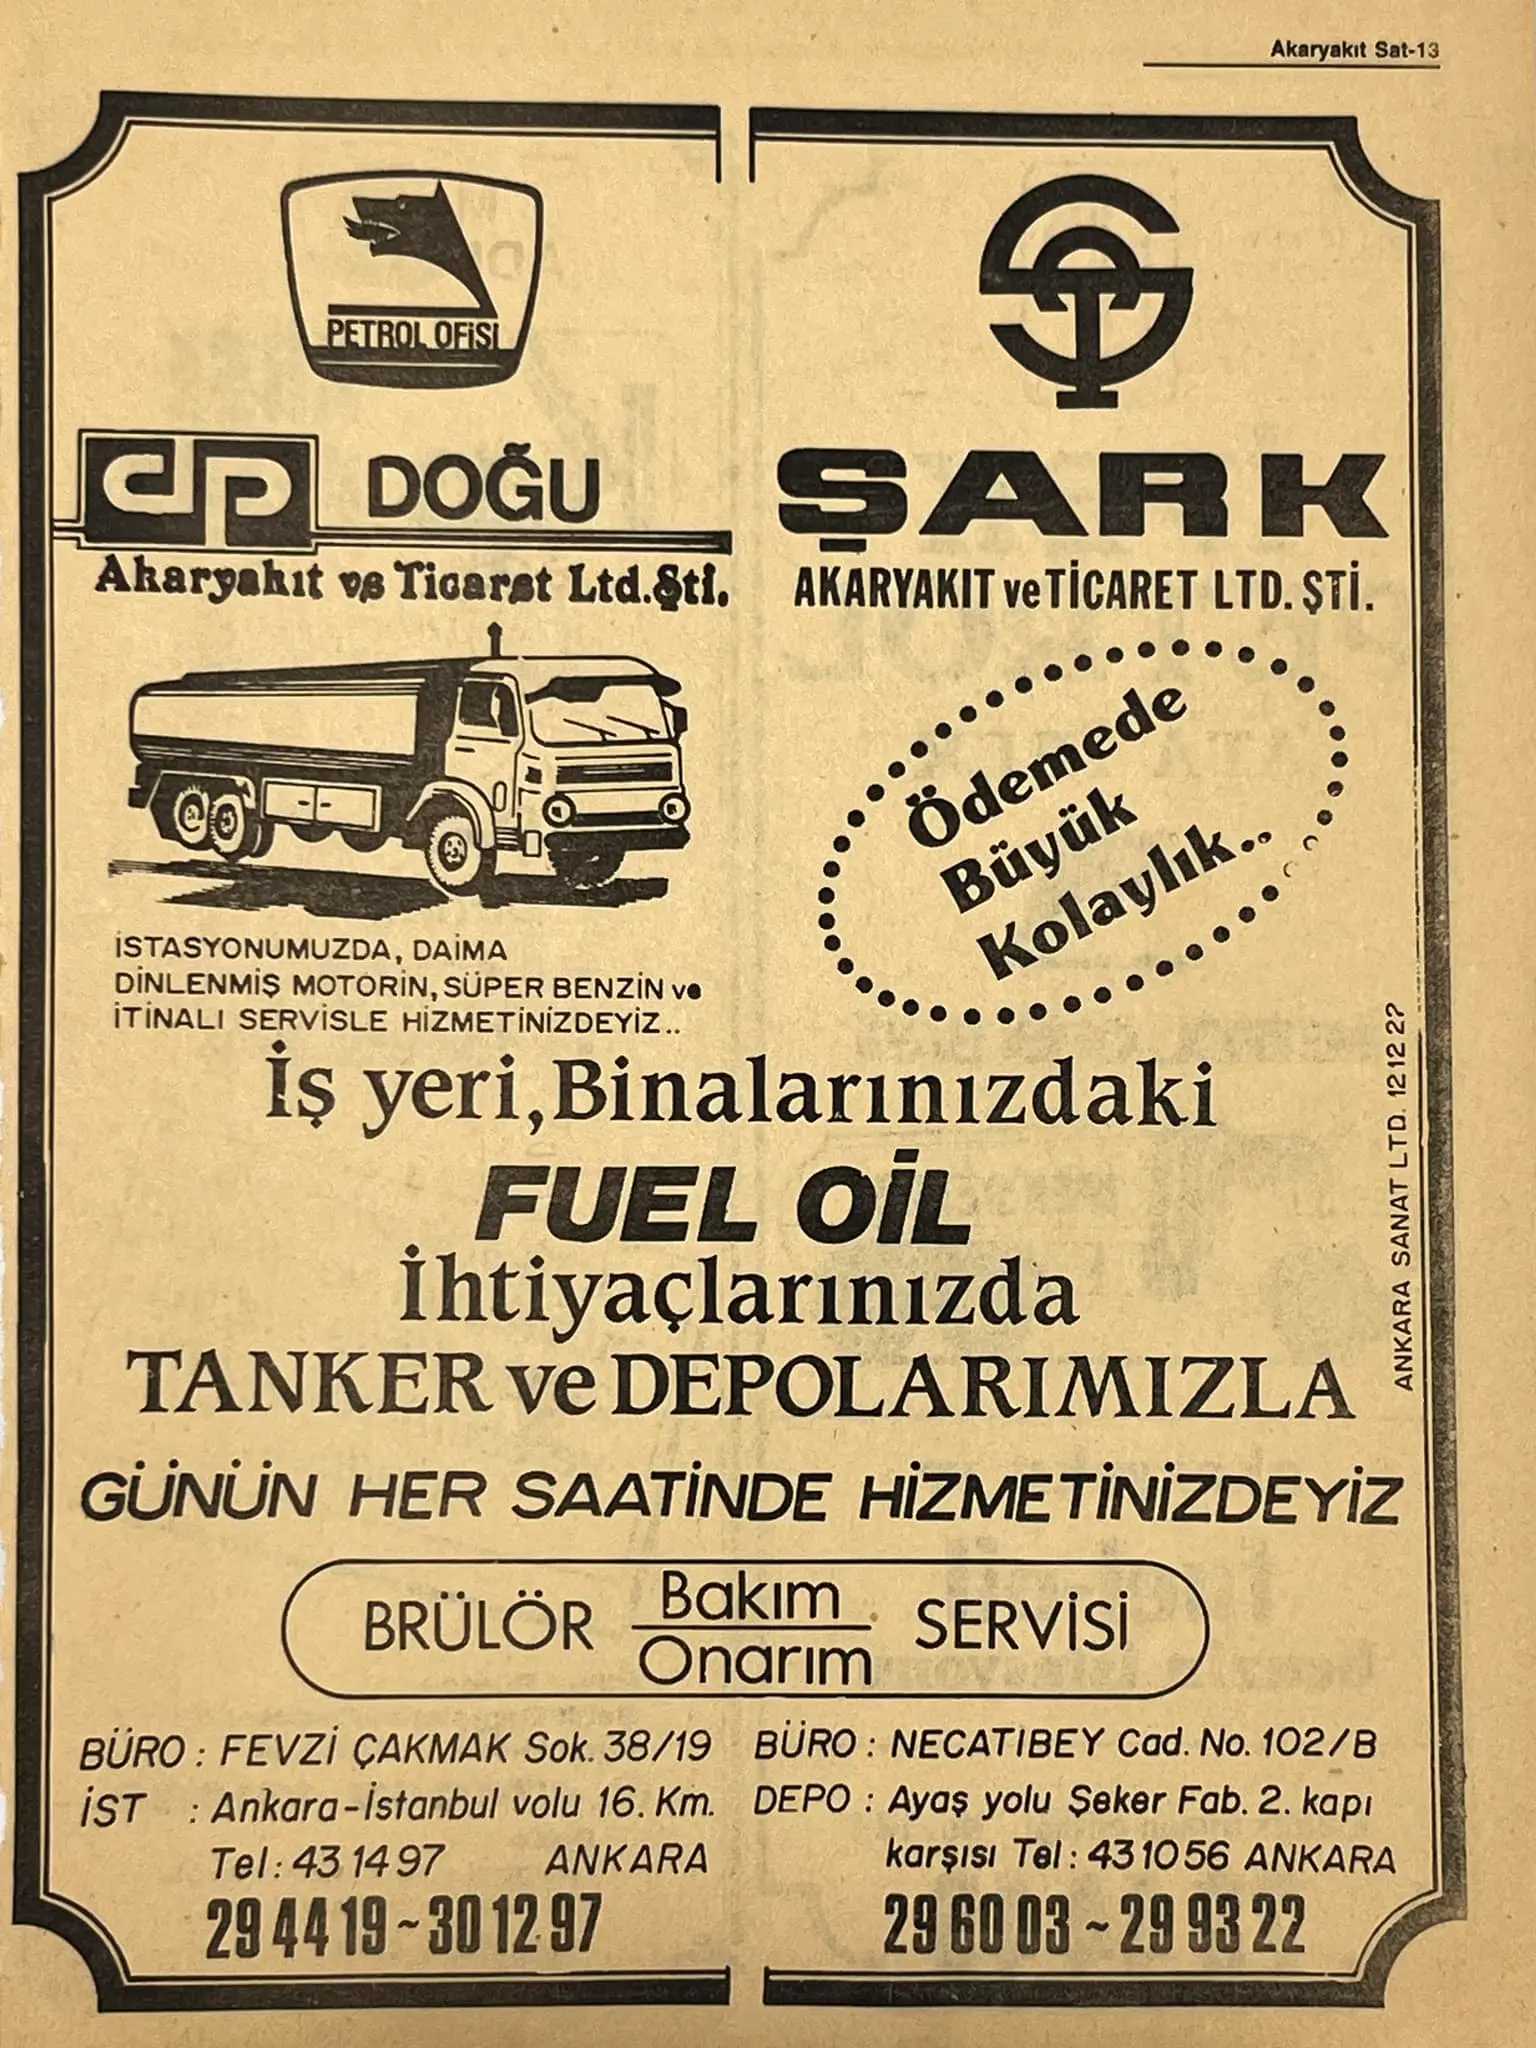 Akaryakıt Sat-13
PETROL OFİSİ
dp DOĞU
Akaryakıt ve Ticaret Ltd.Şti.
ŞARK
AKARYAKIT ve TİCARET LTD. ŞTİ.
Ödemede
Büyük
Kolaylık..
İSTASYONUMUZDA, DAİMA
DİNLENMİŞ MOTORİN, SÜPER BENZİN ve
İTİNALI SERVİSLE HİZMETİNİZDEYİZ..
İş yeri, Binalarınızdaki
FUEL OİL
İhtiyaçlarınızda
TANKER ve DEPOLARIMIZLA
GÜNÜN HER SAATİNDE HİZMETİNİZDEYİZ
ANKARA SANAT LTD. 12 12 27
BRÜLÖR Bakım Onarım SERVİSİ
BÜRO : FEVZİ ÇAKMAK Sok. 38/19
İST : Ankara-İstanbul yolu 16. Km.
Tel: 43 14 97 ANKARA
29 44 19 ~ 30 12 97
BÜRO : NECATIBEY Cad. No. 102/B
DEPO : Ayaş yolu Şeker Fab. 2. kapı
karşısı Tel: 43 10 56 ANKARA
29 60 03 ~ 29 93 22